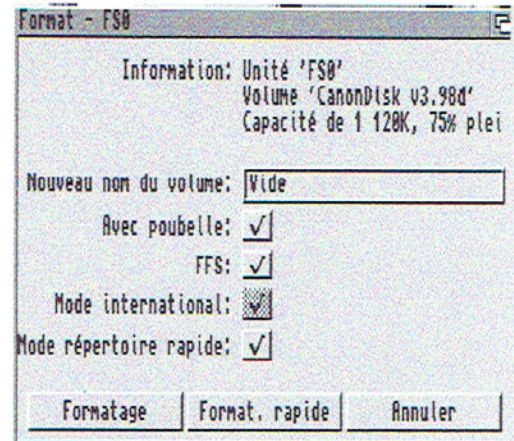 Format - FS0
Information: Unité 'FS0'
Volume 'CanonDisk v3.98d'
Capacité de 1 120K, 75% plei
Nouveau nom du volume: Vide
Avec poubelle: √
FFS: √
Mode international: √
Mode répertoire rapide: √
Formatage Format. rapide Annuler